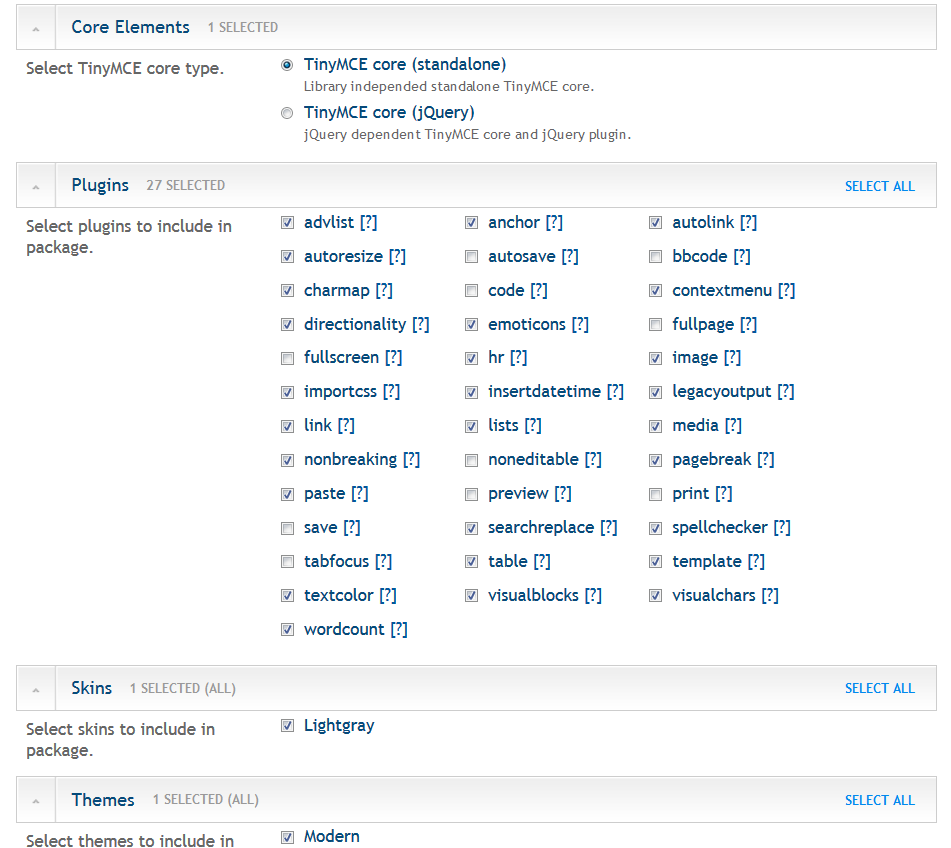 Core Elements 1 SELECTED
Select TinyMCE core type.
TinyMCE core (standalone)
Library independed standalone TinyMCE core.
TinyMCE core (jQuery)
jQuery dependent TinyMCE core and jQuery plugin.
Plugins 27 SELECTED SELECT ALL
Select plugins to include in
package.
advlist [?] anchor [?] autolink [?]
autoresize [?] autosave [?] bbcode [?]
charmap [?] code [?] contextmenu [?]
directionality [?] emoticons [?] fullpage [?]
fullscreen [?] hr [?] image [?]
importcss [?] insertdatetime [?] legacyoutput [?]
link [?] lists [?] media [?]
nonbreaking [?] noneditable [?] pagebreak [?]
paste [?] preview [?] print [?]
save [?] searchreplace [?] spellchecker [?]
tabfocus [?] table [?] template [?]
textcolor [?] visualblocks [?] visualchars [?]
wordcount [?]
Skins 1 SELECTED (ALL) SELECT ALL
Select skins to include in
package.
Lightgray
Themes 1 SELECTED (ALL) SELECT ALL
Select themes to include in
Modern